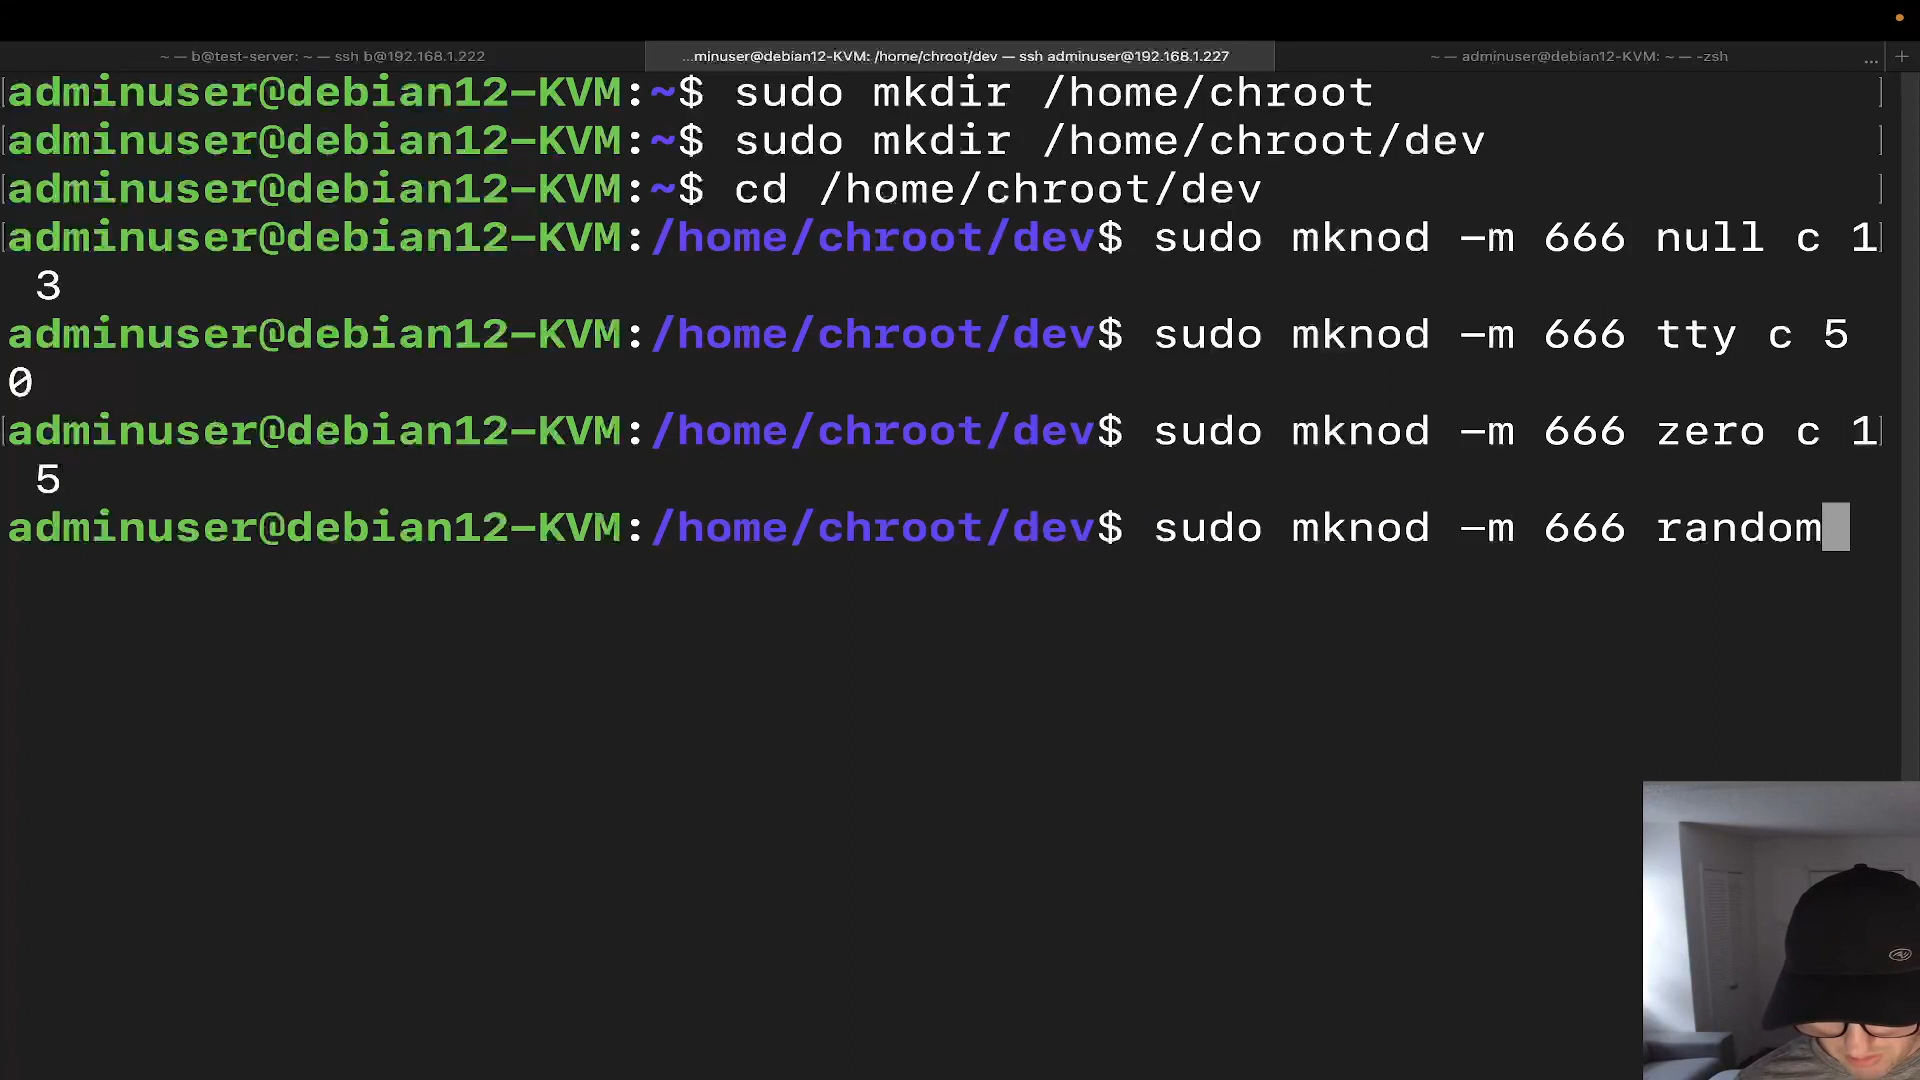 ~ — b@test-server: ~ — ssh b@192.168.1.222
...minuser@debian12-KVM: /home/chroot/dev — ssh adminuser@192.168.1.227
~ — adminuser@debian12-KVM: ~ — -zsh
... +
[adminuser@debian12-KVM:~$ sudo mkdir /home/chroot ]
[adminuser@debian12-KVM:~$ sudo mkdir /home/chroot/dev ]
[adminuser@debian12-KVM:~$ cd /home/chroot/dev ]
[adminuser@debian12-KVM:/home/chroot/dev$ sudo mknod -m 666 null c 1]
3
adminuser@debian12-KVM:/home/chroot/dev$ sudo mknod -m 666 tty c 5
0
[adminuser@debian12-KVM:/home/chroot/dev$ sudo mknod -m 666 zero c 1]
5
adminuser@debian12-KVM:/home/chroot/dev$ sudo mknod -m 666 random